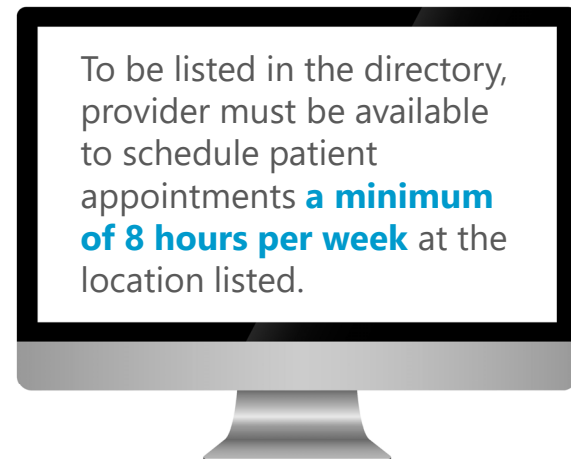 To be listed in the directory,
provider must be available
to schedule patient
appointments a minimum
of 8 hours per week at the
location listed.